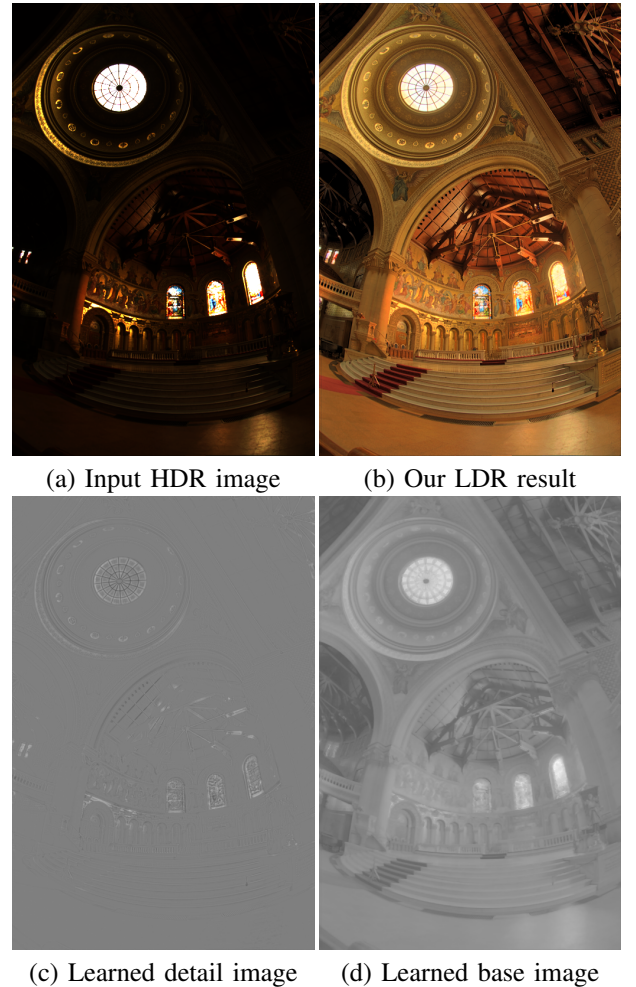 (a) Input HDR image
(b) Our LDR result
(c) Learned detail image
(d) Learned base image